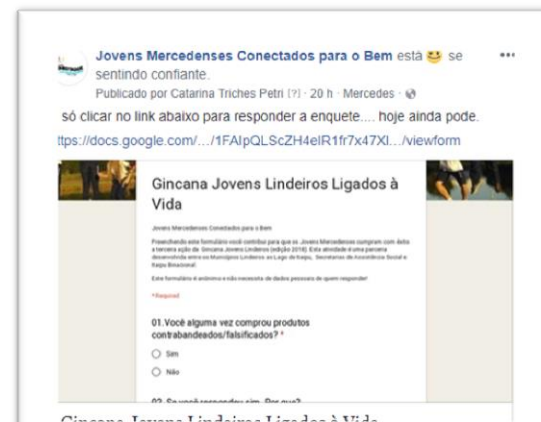 Jovens Mercedenses Conectados para o Bem está 😃 se
sentindo confiante.
Publicado por Catarina Triches Petri [?] · 20 h · Mercedes ·
só clicar no link abaixo para responder a enquete.... hoje ainda pode.
ttps://docs.google.com/.../1FAIpQLScZH4elR1fr7x47Xl.../viewform
Gincana Jovens Lindeiros Ligados à
Vida
Jovens Mercedenses Conectados para o Bem
Preenchendo este formulário você contribui para que os Jovens Mercedenses cumpram com êxito
a terceira ação da Gincana Jovens Lindeiros (edição 2018). Esta atividade é uma parceria
desenvolvida entre os Municípios Lindeiros ao Lago de Itaipu, Secretarias de Assistência Social e
Itaipu Binacional.
Este formulário é anônimo e não necessita de dados pessoais de quem responder!
* Required
01.Você alguma vez comprou produtos
contrabandeados/falsificados? *
Sim
Não
02. Se você respondeu sim. Por que?
Gincana Jovens Lindeiros Ligados à Vida